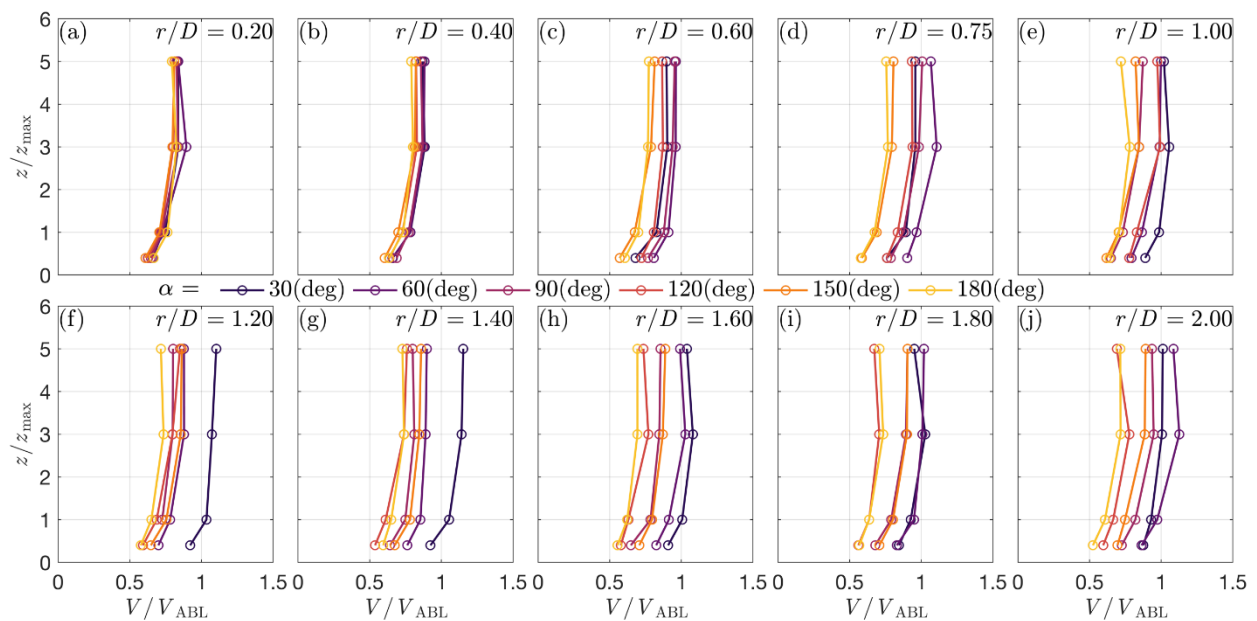 (a) r/D = 0.20
(b) r/D = 0.40
(c) r/D = 0.60
(d) r/D = 0.75
(e) r/D = 1.00
z/z_max
5
4
3
2
1
0
α = 30(deg) 60(deg) 90(deg) 120(deg) 150(deg) 180(deg)
(f) r/D = 1.20
(g) r/D = 1.40
(h) r/D = 1.60
(i) r/D = 1.80
(j) r/D = 2.00
z/z_max
5
4
3
2
1
0
0 0.5 1 1.5
0 0.5 1 1.5
0 0.5 1 1.5
0 0.5 1 1.5
0 0.5 1 1.5
V/V_ABL
V/V_ABL
V/V_ABL
V/V_ABL
V/V_ABL